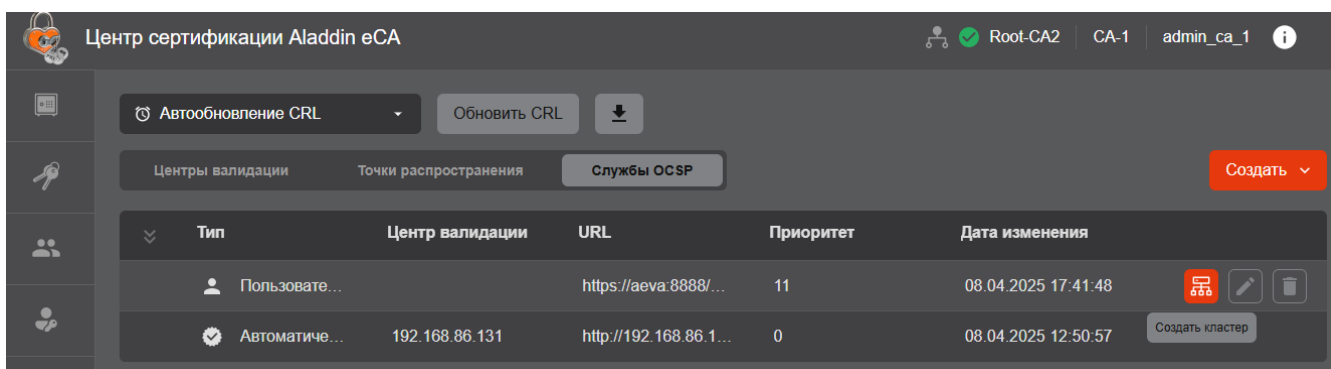 Центр сертификации Aladdin eCA
Root-CA2
CA-1
admin_ca_1
Автообновление CRL
Обновить CRL
Центры валидации
Точки распространения
Службы OCSP
Создать
Тип
Центр валидации
URL
Приоритет
Дата изменения
Пользовате...
https://aeva:8888/...
11
08.04.2025 17:41:48
Автоматиче...
192.168.86.131
http://192.168.86.1...
0
08.04.2025 12:50:57
Создать кластер